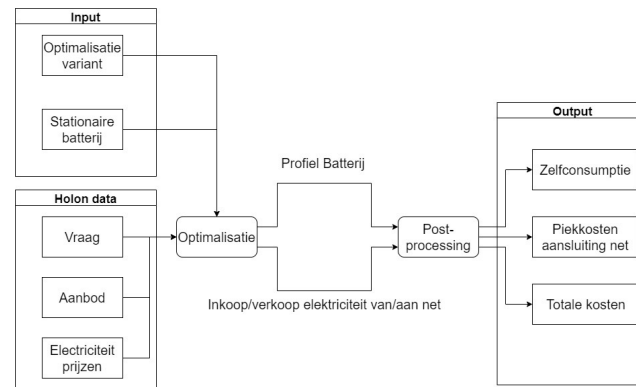 Input
Optimalisatie
variant
Stationaire
batterij
Holon data
Vraag
Aanbod
Electriciteit
prijzen
Optimalisatie
Profiel Batterij
Inkoop/verkoop elektriciteit van/aan net
Post-
processing
Output
Zelfconsumptie
Piekkosten
aansluiting net
Totale kosten